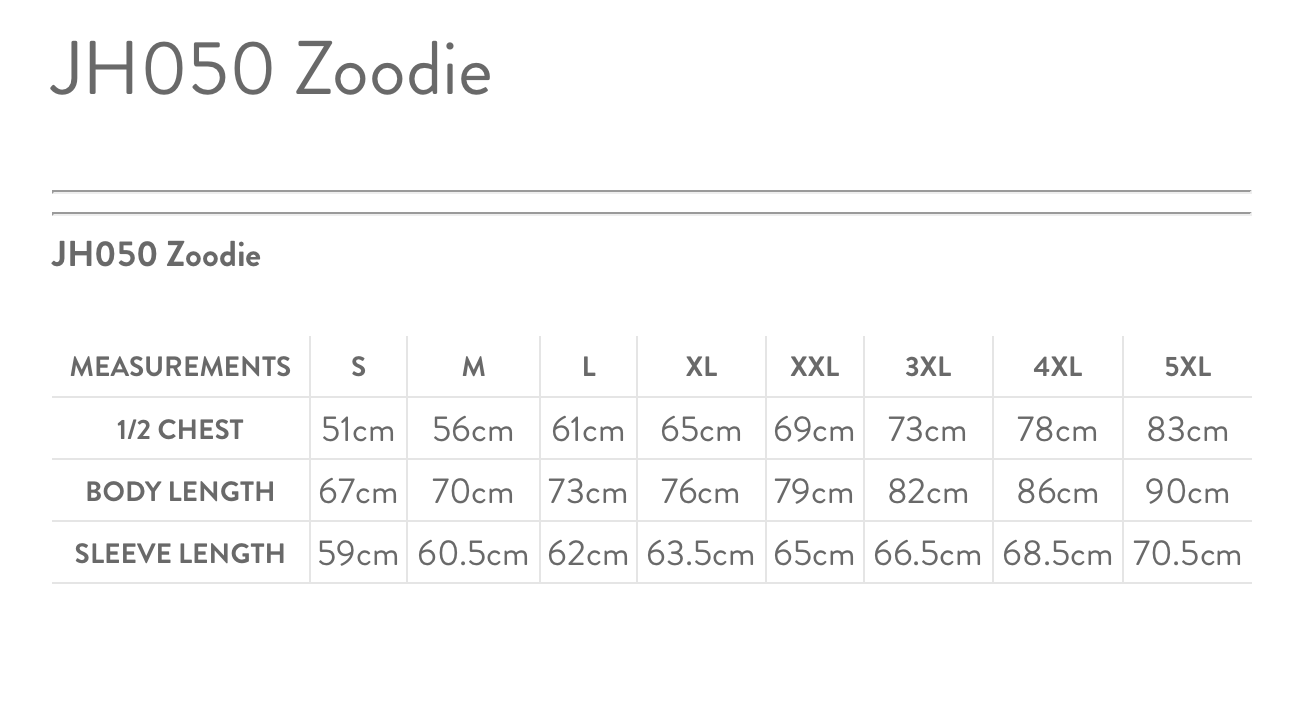 JH050 Zoodie
JH050 Zoodie
MEASUREMENTS S M L XL XXL 3XL 4XL 5XL
1/2 CHEST 51cm 56cm 61cm 65cm 69cm 73cm 78cm 83cm
BODY LENGTH 67cm 70cm 73cm 76cm 79cm 82cm 86cm 90cm
SLEEVE LENGTH 59cm 60.5cm 62cm 63.5cm 65cm 66.5cm 68.5cm 70.5cm